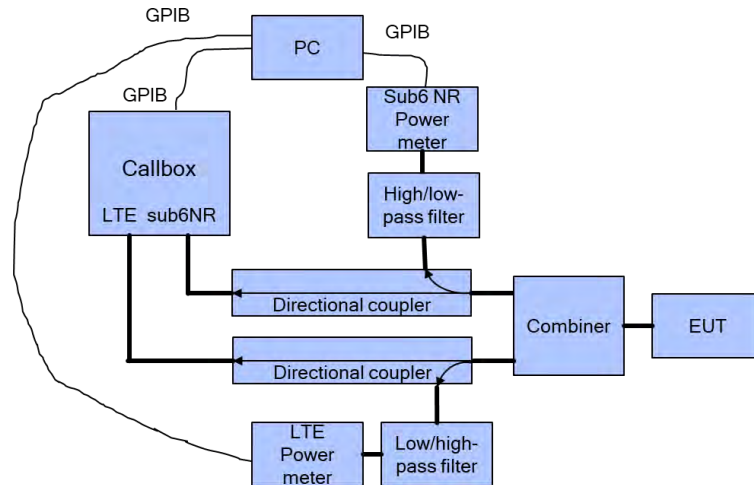 GPIB
PC
GPIB
GPIB
Sub6 NR
Power
meter
Callbox
LTE sub6NR
High/low-
pass filter
Directional coupler
Combiner
EUT
Directional coupler
LTE
Power
meter
Low/high-
pass filter